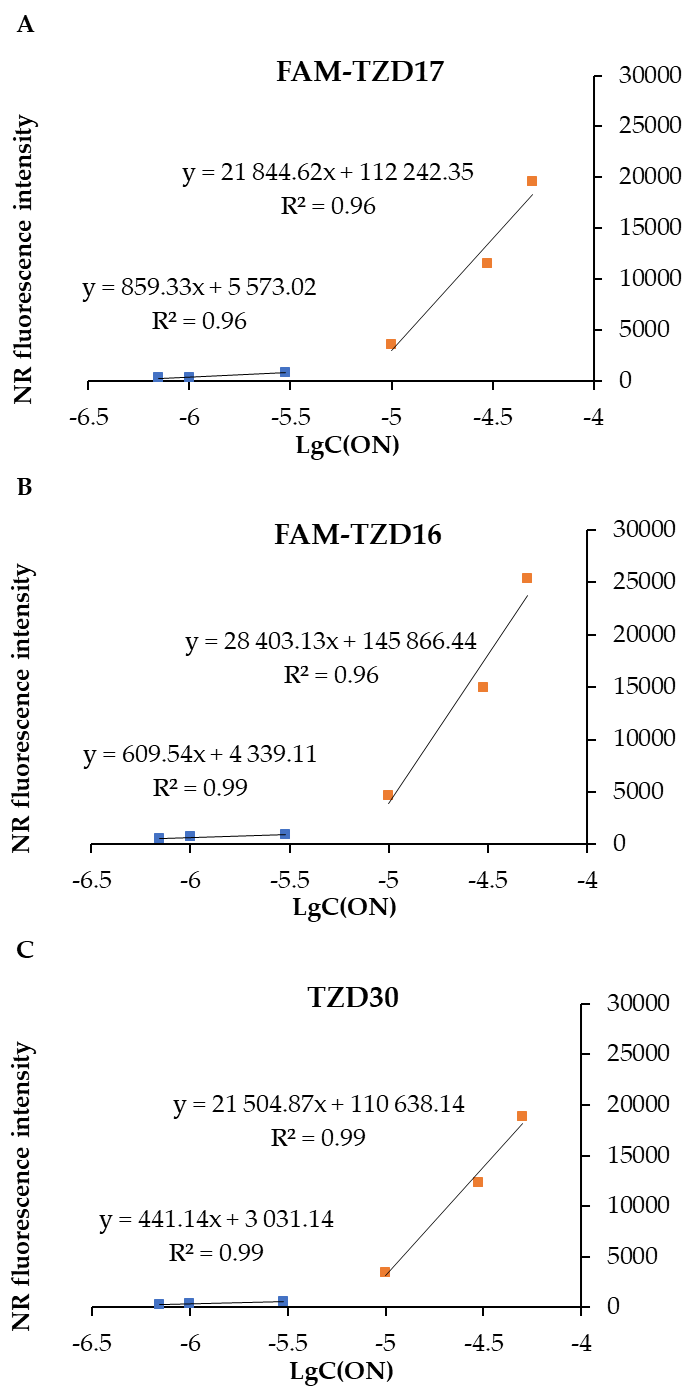 A
FAM-TZD17
NR fluorescence intensity
30000
25000
20000
15000
10000
5000
0
y = 21 844.62x + 112 242.35
R² = 0.96
y = 859.33x + 5 573.02
R² = 0.96
-6.5 -6 -5.5 -5 -4.5 -4
LgC(ON)
B
FAM-TZD16
NR fluorescence intensity
30000
25000
20000
15000
10000
5000
0
y = 28 403.13x + 145 866.44
R² = 0.96
y = 609.54x + 4 339.11
R² = 0.99
-6.5 -6 -5.5 -5 -4.5 -4
LgC(ON)
C
TZD30
NR fluorescence intensity
30000
25000
20000
15000
10000
5000
0
y = 21 504.87x + 110 638.14
R² = 0.99
y = 441.14x + 3 031.14
R² = 0.99
-6.5 -6 -5.5 -5 -4.5 -4
LgC(ON)